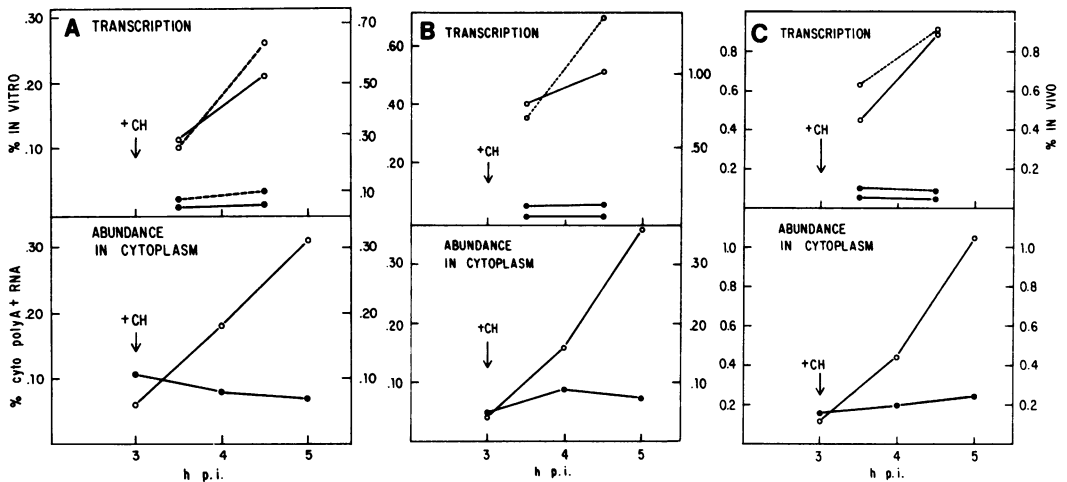 A TRANSCRIPTION
.30
.20
.10
% IN VITRO
+CH
.70
.50
.30
.10
ABUNDANCE
IN CYTOPLASM
.30
.20
.10
% cyto polyA+ RNA
+CH
.30
.20
.10
3 4 5
h p.i.
B TRANSCRIPTION
.60
.40
.20
+CH
1.00
.50
ABUNDANCE
IN CYTOPLASM
.30
.20
.10
+CH
.30
.20
.10
3 4 5
h p.i.
C TRANSCRIPTION
0.8
0.6
0.4
0.2
+CH
0.8
0.6
0.4
0.2
% IN VIVO
ABUNDANCE
IN CYTOPLASM
1.0
0.8
0.6
0.4
0.2
+CH
1.0
0.8
0.6
0.4
0.2
3 4 5
h p.i.